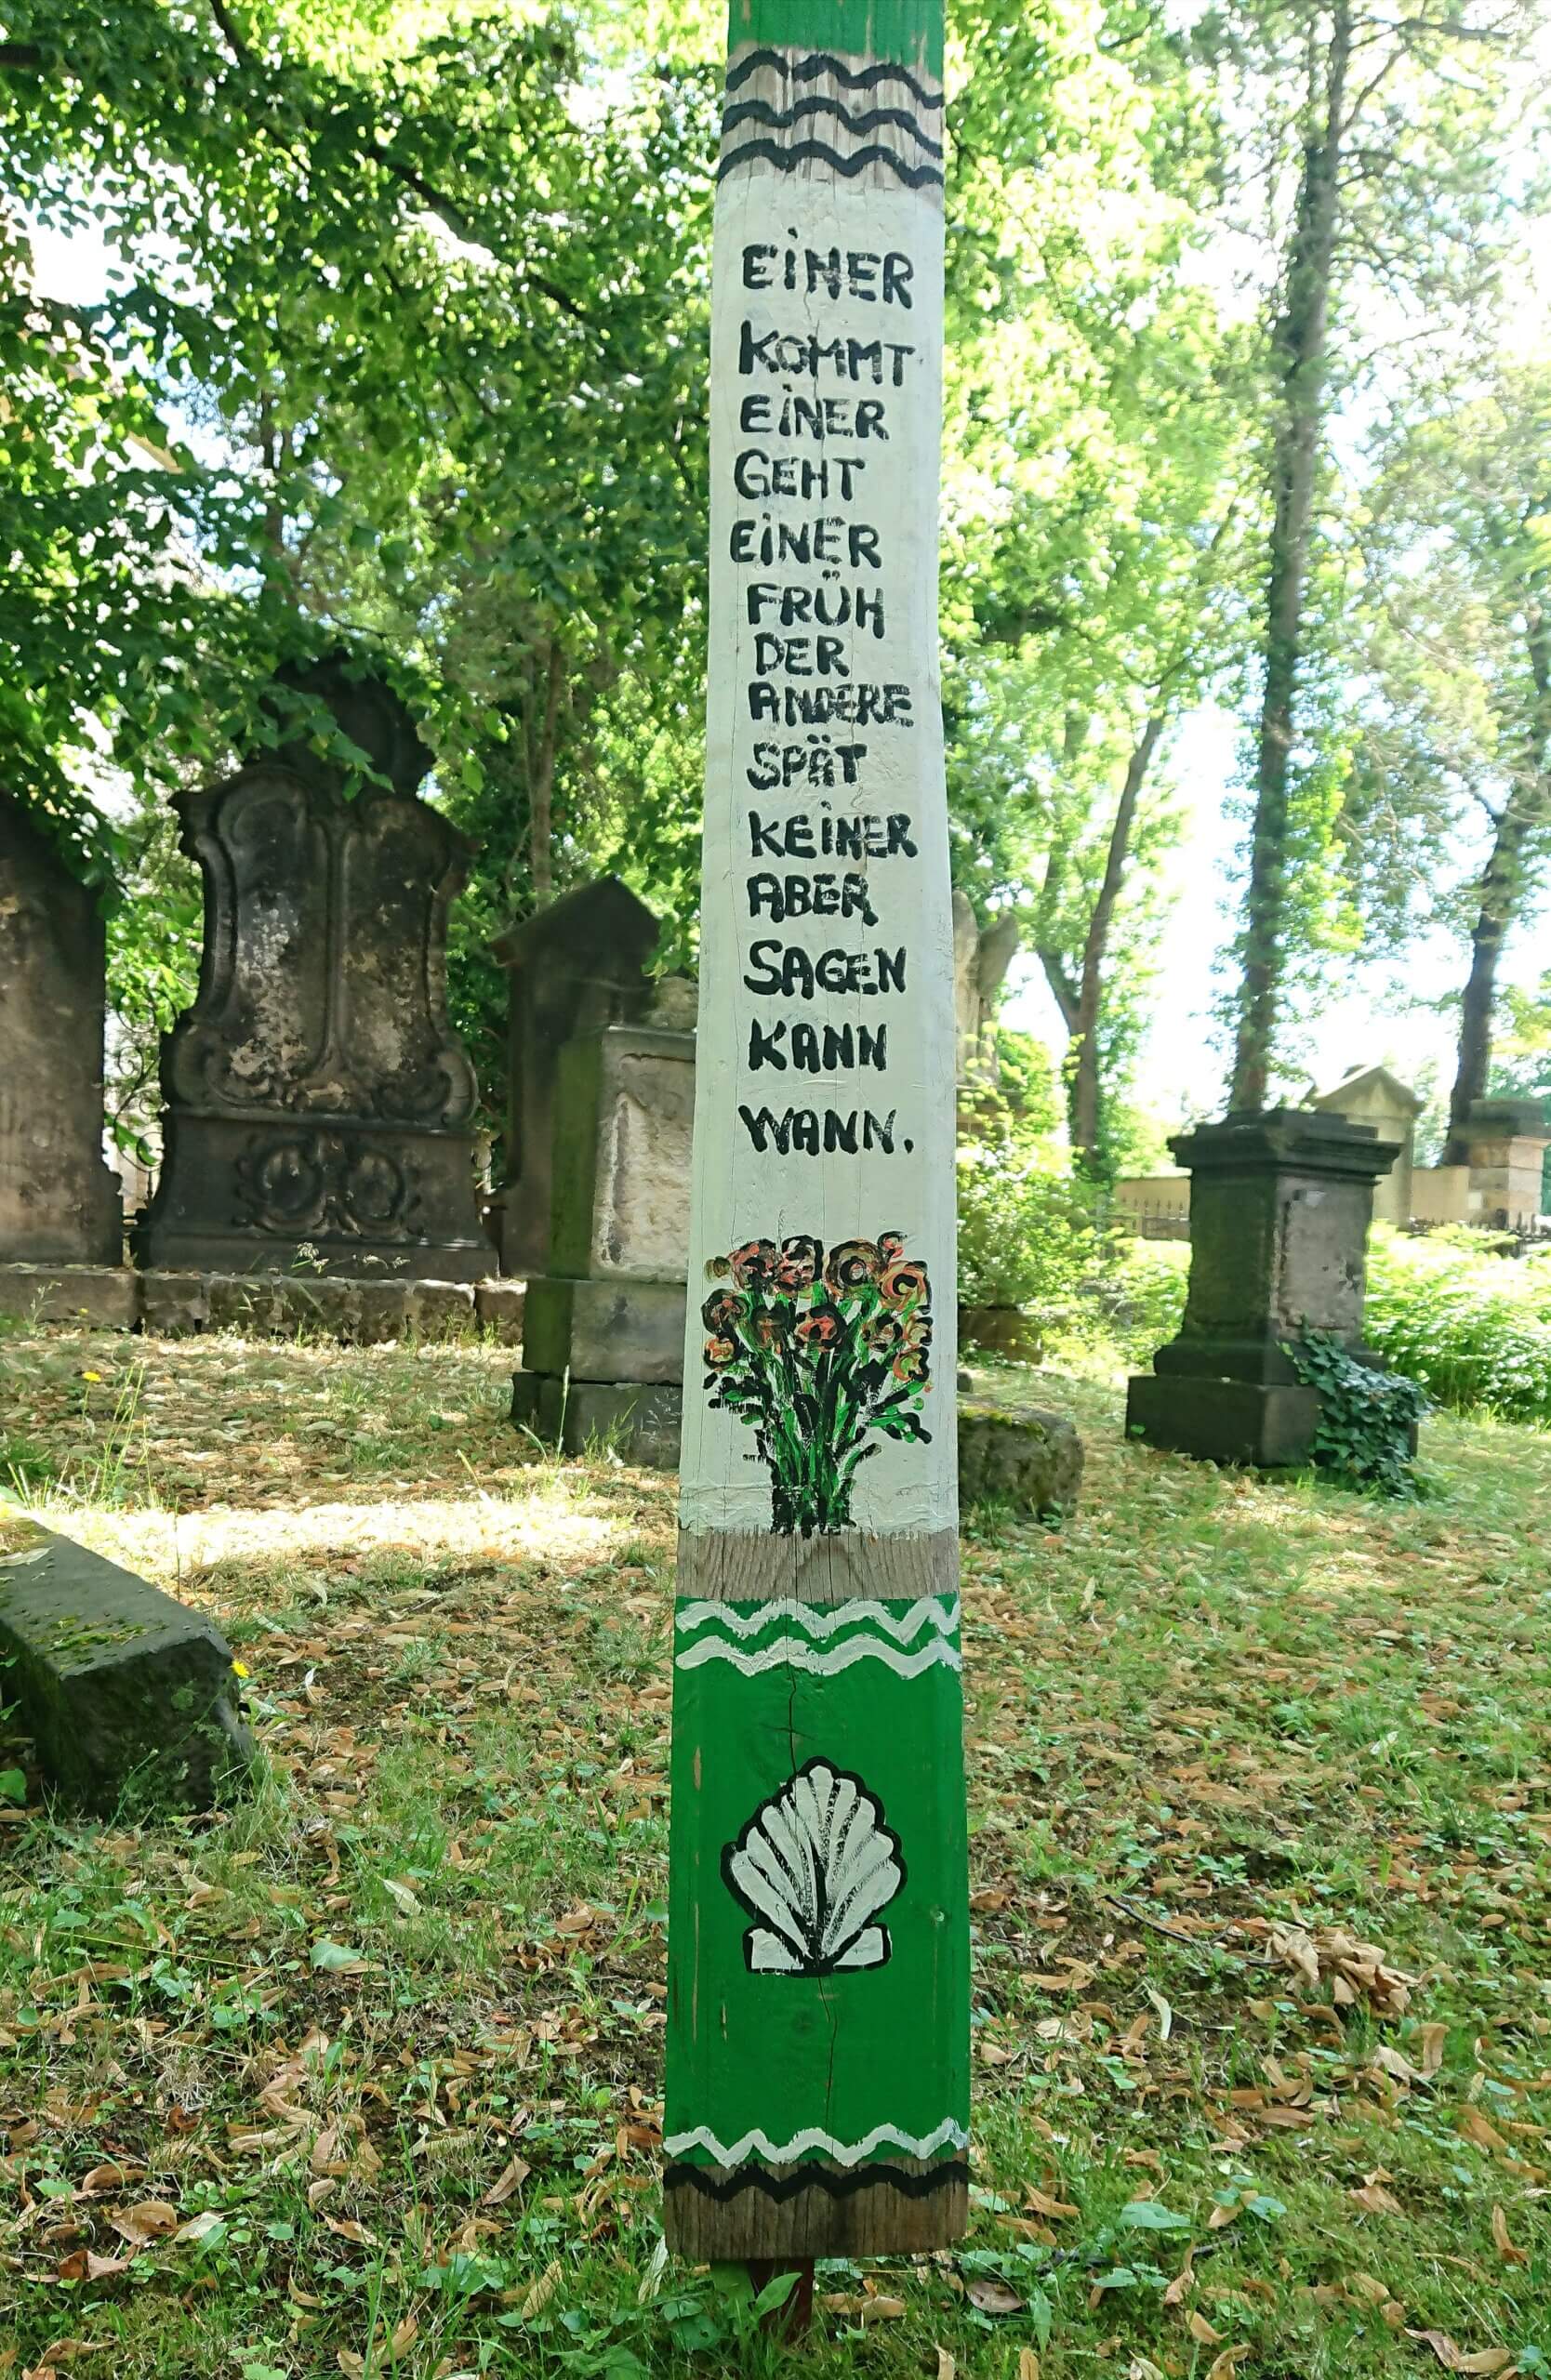 EINER
KOMMT
EINER
GEHT
EINER
FRÜH
DER
ANDERE
SPÄT
KEINER
ABER
SAGEN
KANN
WANN.